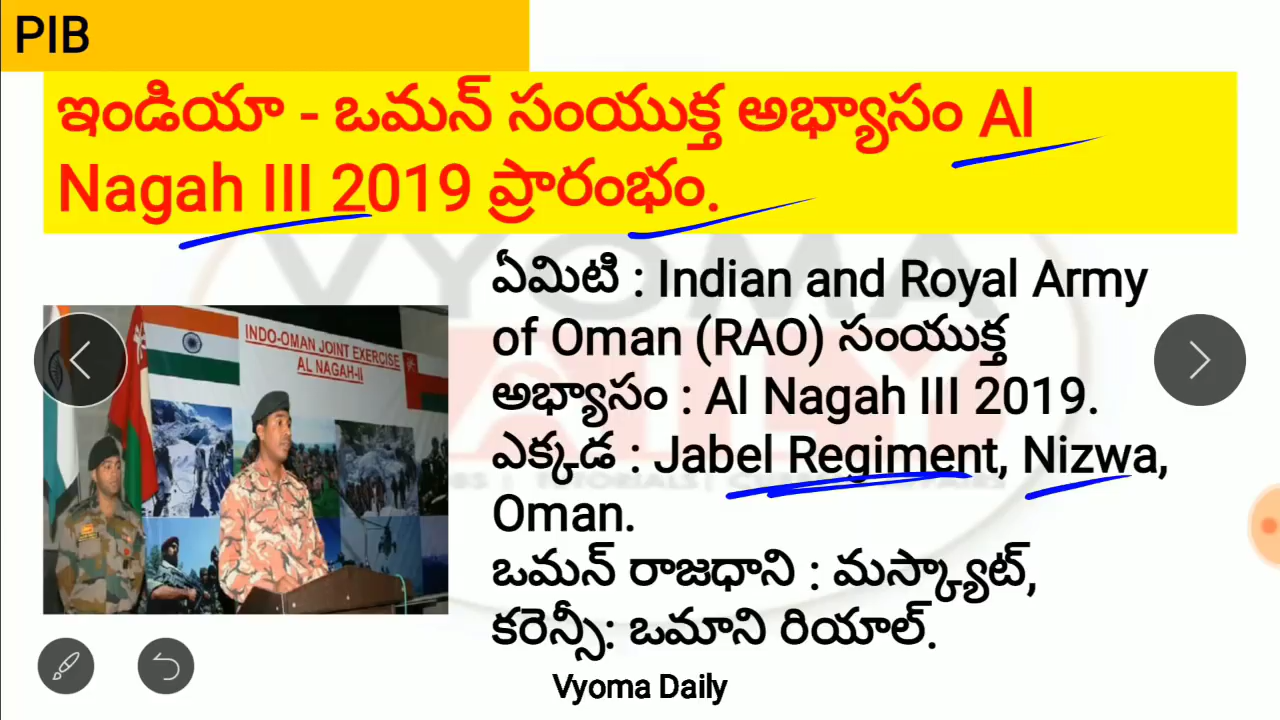 PIB
ఇండియా - ఒమన్ సంయుక్త అభ్యాసం Al
Nagah III 2019 ప్రారంభం.
ఏమిటి : Indian and Royal Army
of Oman (RAO) సంయుక్త
అభ్యాసం : Al Nagah III 2019.
ఎక్కడ : Jabel Regiment, Nizwa,
Oman.
ఒమన్ రాజధాని : మస్క్యాట్,
కరెన్సీ: ఒమాని రియాల్.
INDO-OMAN JOINT EXERCISE
AL NAGAH-II
VYOMA
DAILY
Vyoma Daily